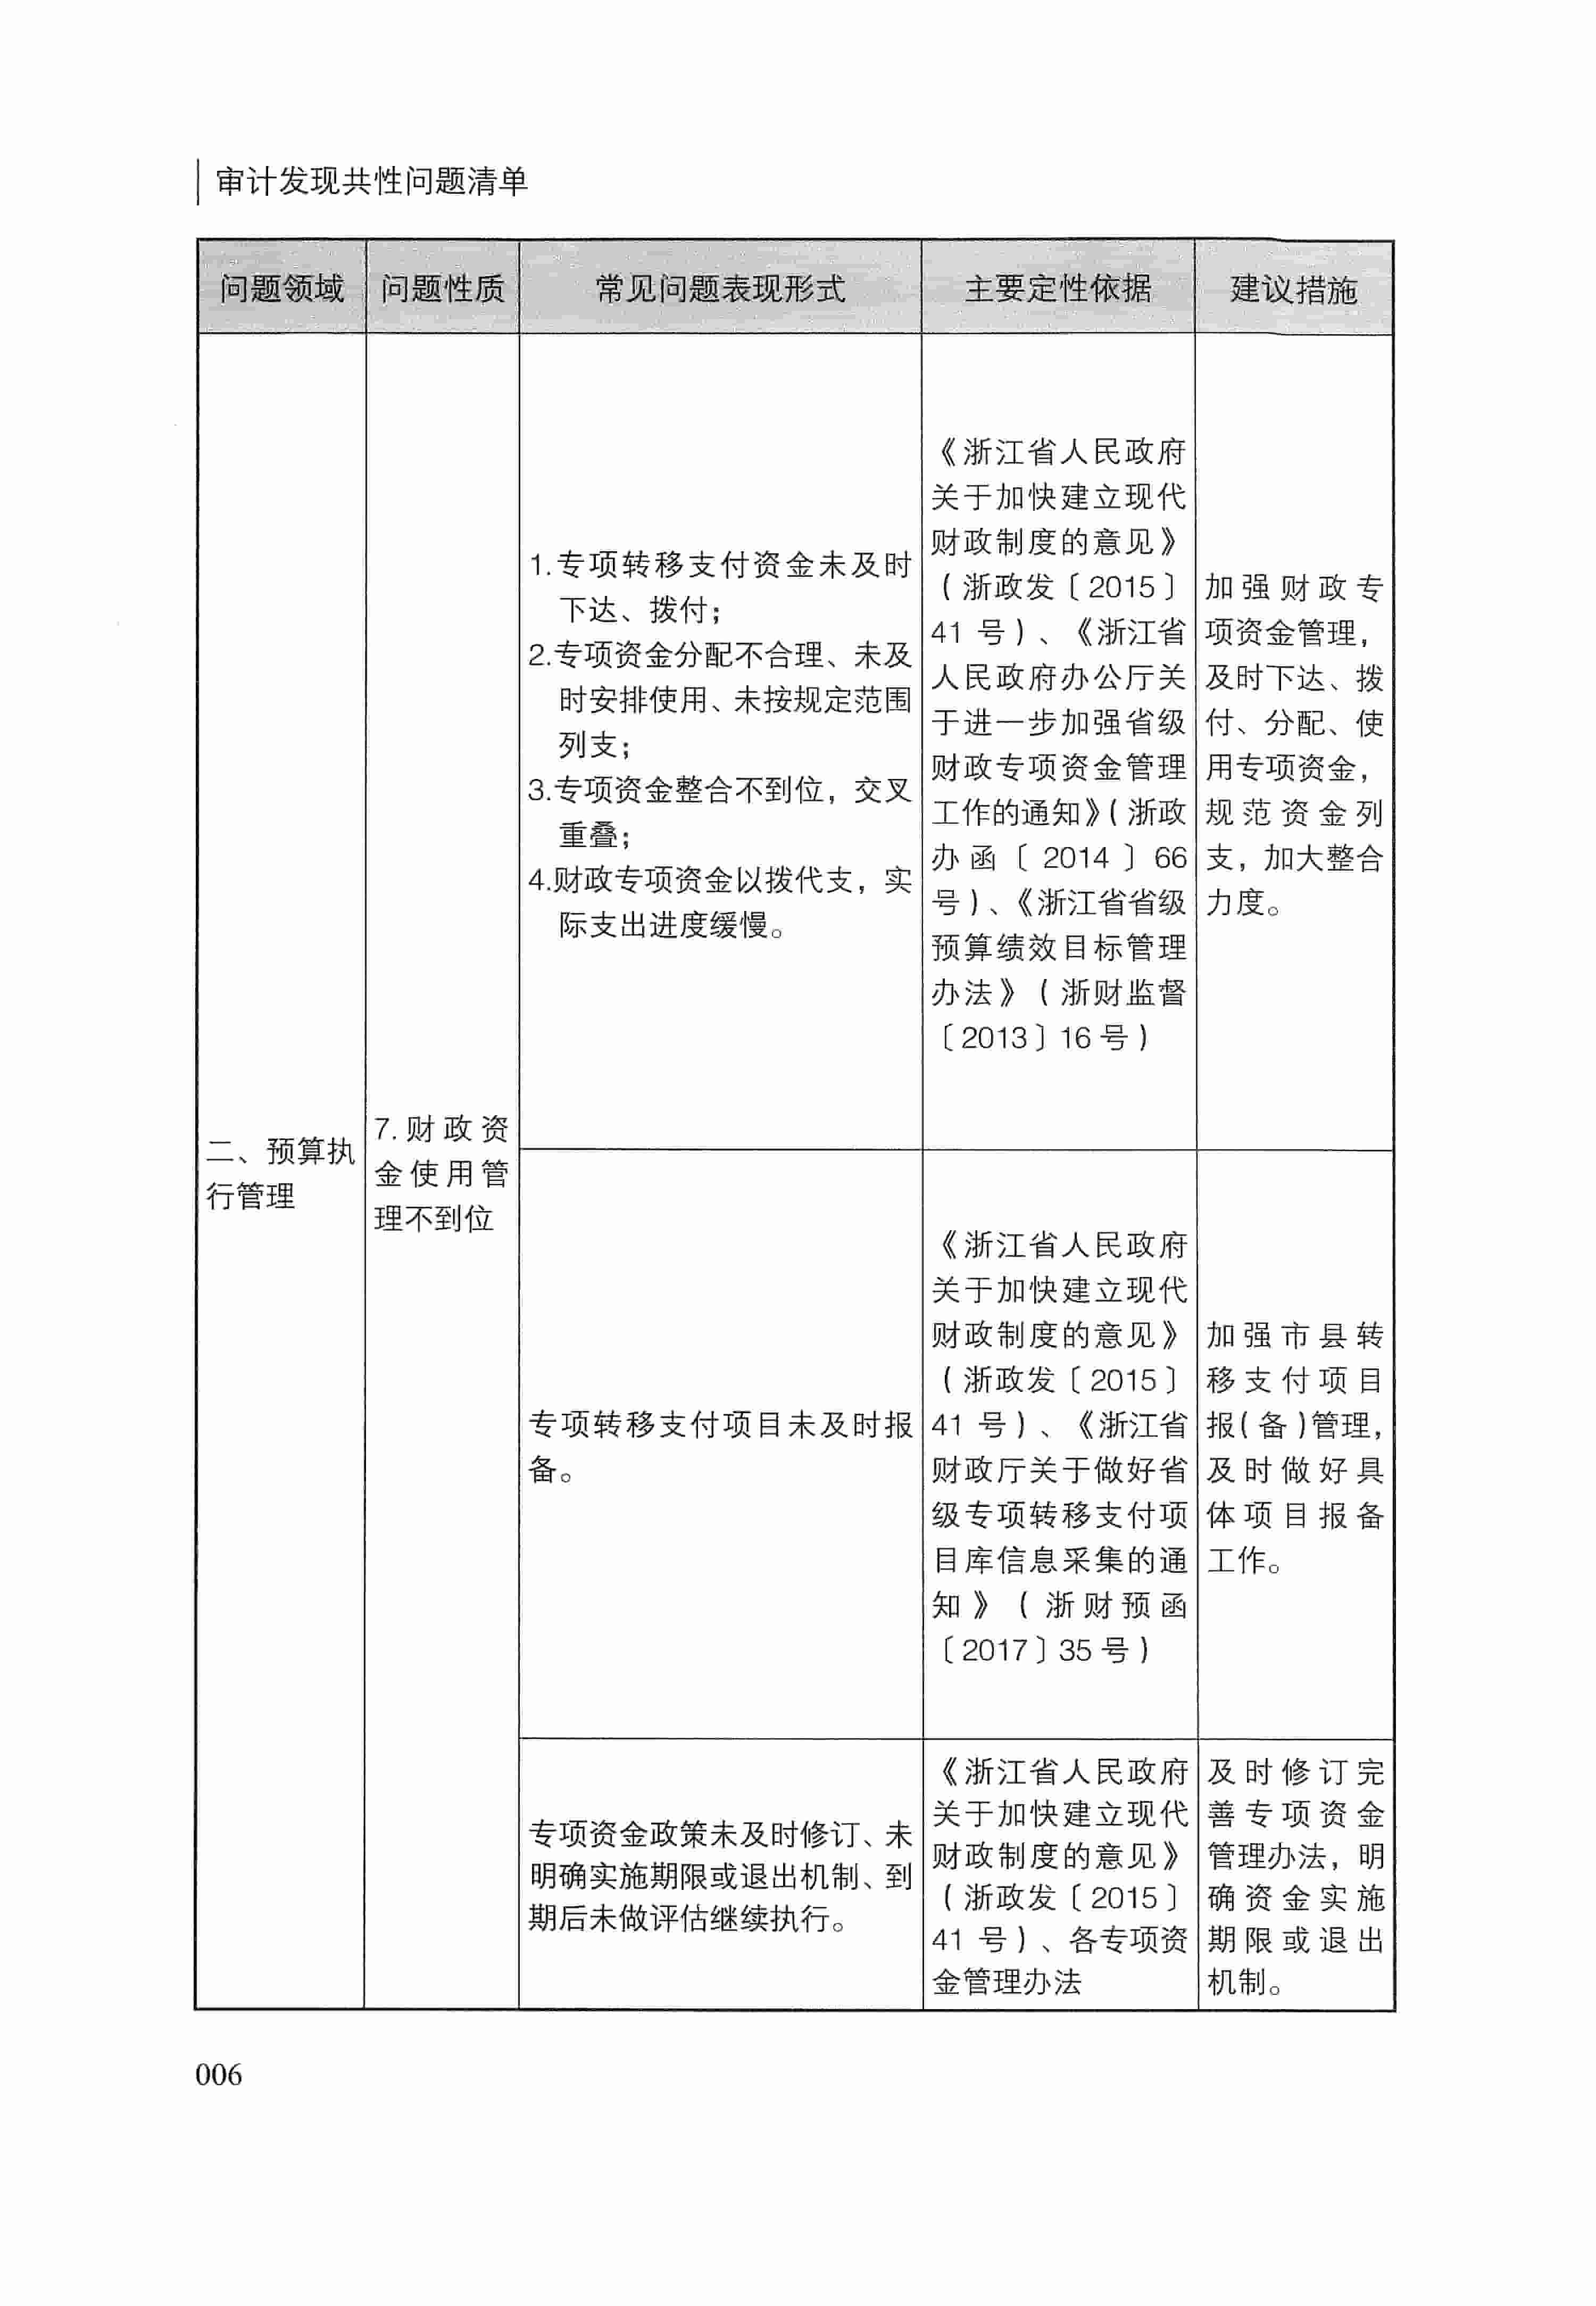 审计发现共性问题清单
问题领域
问题性质
常见问题表现形式
主要定性依据
建议措施
二、预算执
行管理
7.财政资
金使用管
理不到位
1.专项转移支付资金未及时
下达、拨付；
2.专项资金分配不合理、未及
时安排使用、未按规定范围
列支；
3.专项资金整合不到位，交叉
重叠；
4.财政专项资金以拨代支，实
际支出进度缓慢。
《浙江省人民政府
关于加快建立现代
财政制度的意见》
（浙政发〔2015〕
41 号）、《浙江省
人民政府办公厅关
于进一步加强省级
财政专项资金管理
工作的通知》（浙政
办函〔2014〕66
号）、《浙江省省级
预算绩效目标管理
办法》（浙财监督
〔2013〕16 号）
加强财政专
项资金管理，
及时下达、拨
付、分配、使
用专项资金，
规范资金列
支，加大整合
力度。
专项转移支付项目未及时报
备。
《浙江省人民政府
关于加快建立现代
财政制度的意见》
（浙政发〔2015〕
41 号）、《浙江省
财政厅关于做好省
级专项转移支付项
目库信息采集的通
知》（浙财预函
〔2017〕35 号）
加强市县转
移支付项目
报（备）管理，
及时做好具
体项目报备
工作。
专项资金政策未及时修订、未
明确实施期限或退出机制、到
期后未做评估继续执行。
《浙江省人民政府
关于加快建立现代
财政制度的意见》
（浙政发〔2015〕
41 号）、各专项资
金管理办法
及时修订完
善专项资金
管理办法，明
确资金实施
期限或退出
机制。
006